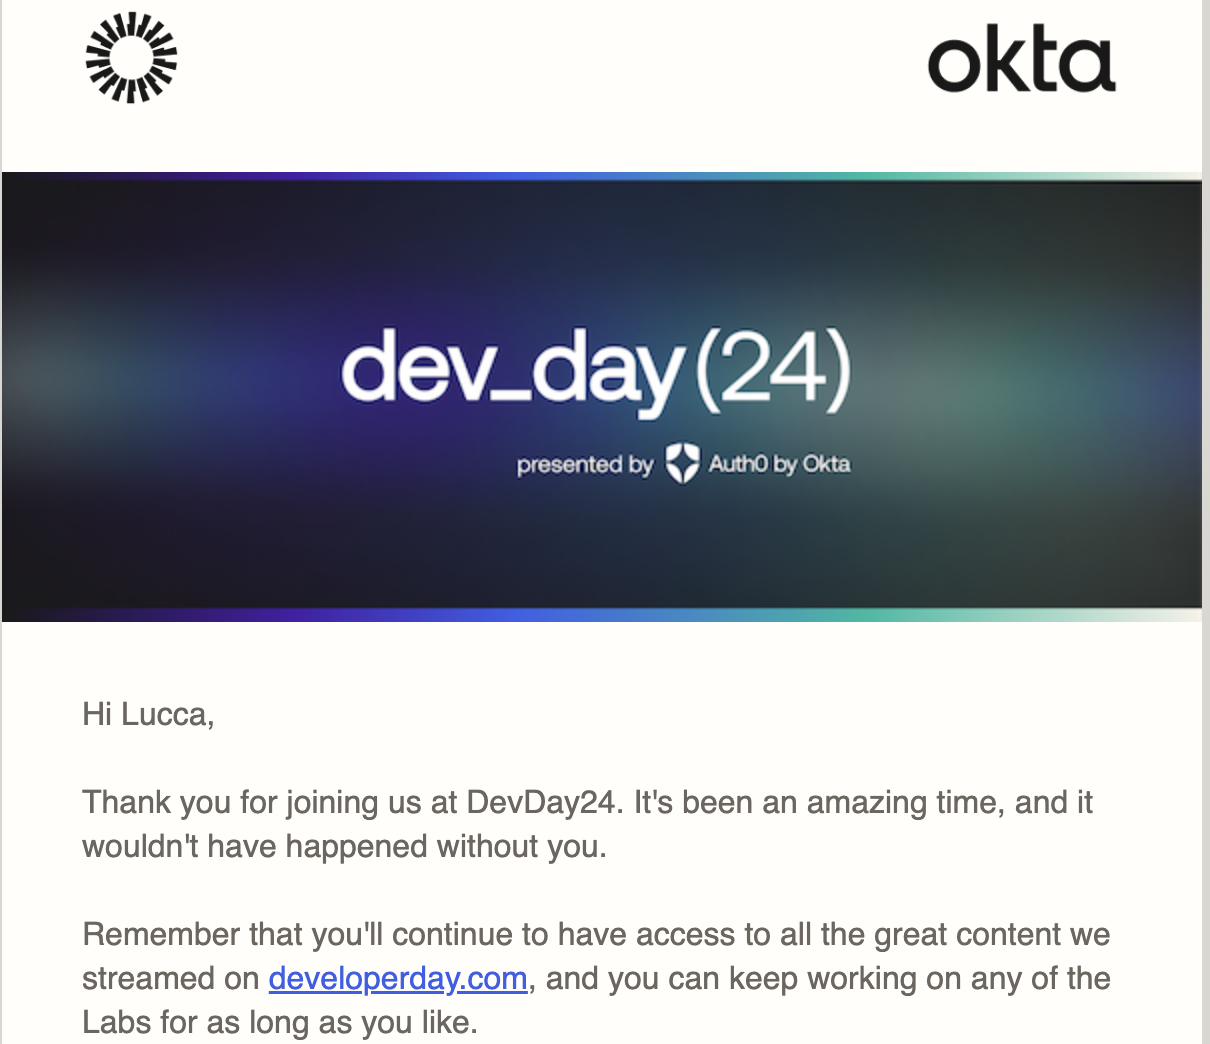 okta
dev_day(24)
presented by Auth0 by Okta
Hi Lucca,
Thank you for joining us at DevDay24. It's been an amazing time, and it
wouldn't have happened without you.
Remember that you'll continue to have access to all the great content we
streamed on developerday.com, and you can keep working on any of the
Labs for as long as you like.